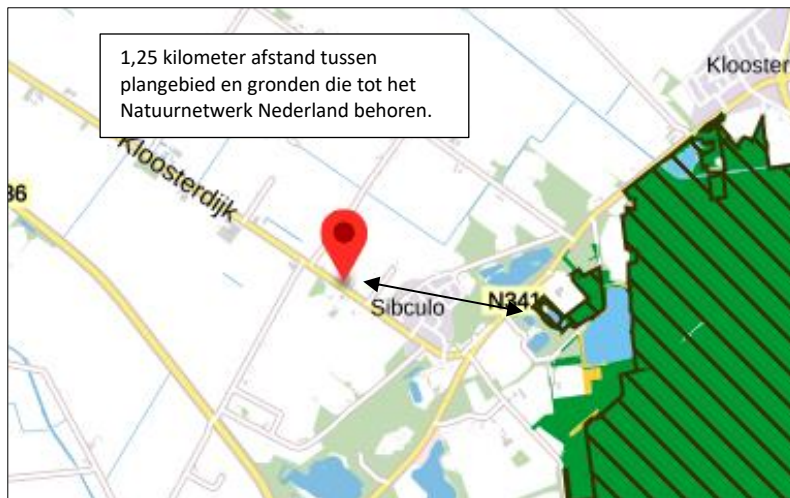 1,25 kilometer afstand tussen
plangebied en gronden die tot het
Natuurnetwerk Nederland behoren.
Klooster
Kloosterdijk
36
Sibculo
N341